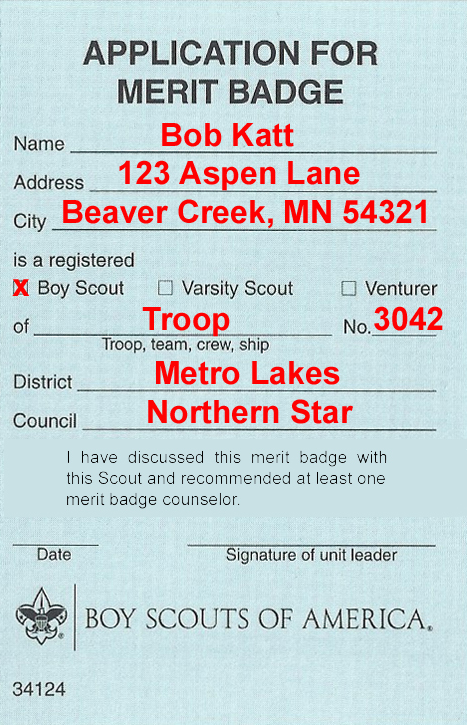 APPLICATION FOR
MERIT BADGE
Name Bob Katt
Address 123 Aspen Lane
City Beaver Creek, MN 54321
is a registered
X Boy Scout Varsity Scout Venturer
of Troop No. 3042
Troop, team, crew, ship
District Metro Lakes
Council Northern Star
I have discussed this merit badge with
this Scout and recommended at least one
merit badge counselor.
Date Signature of unit leader
BOY SCOUTS OF AMERICA®
34124